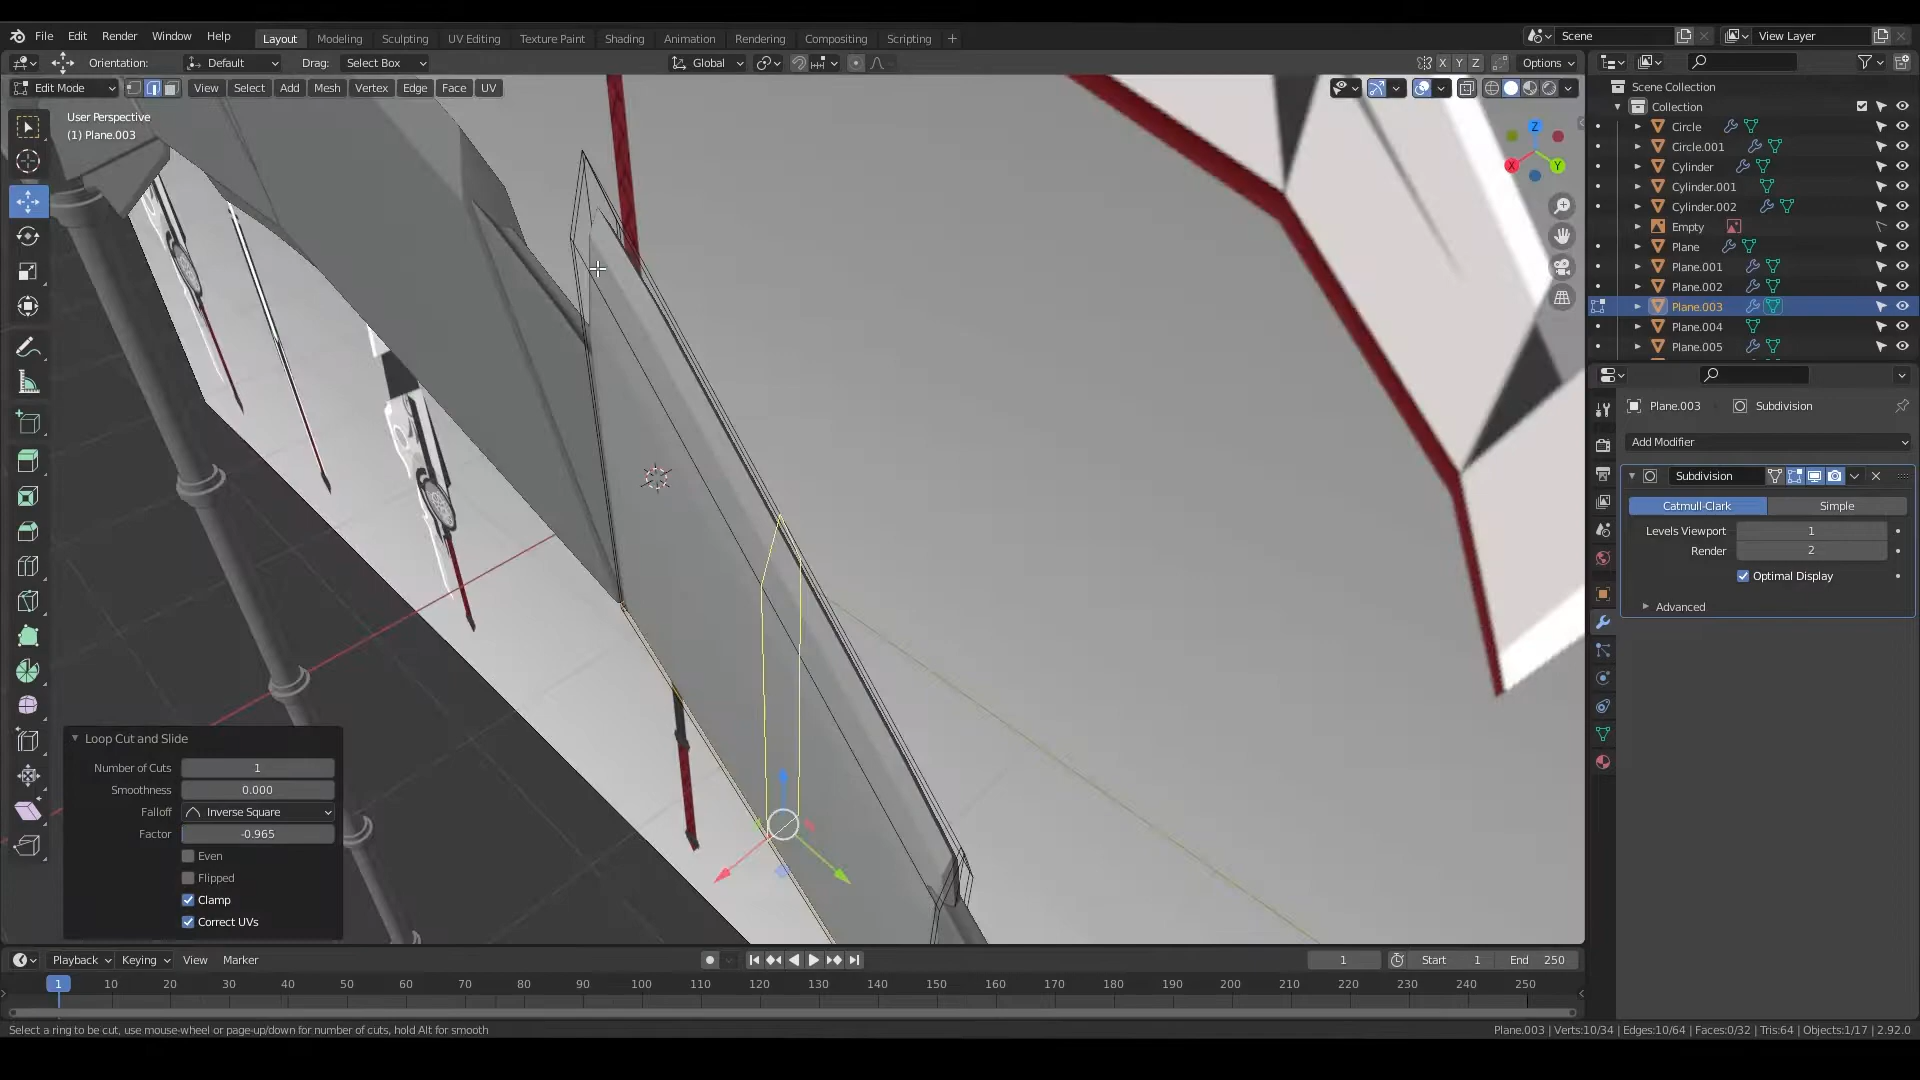 File Edit Render Window Help Layout Modeling Sculpting UV Editing Texture Paint Shading Animation Rendering Compositing Scripting + Scene View Layer
Orientation: Default Drag: Select Box Global X Y Z Options
Edit Mode View Select Add Mesh Vertex Edge Face UV
User Perspective
(1) Plane.003
Z
X
Y
Scene Collection
Collection
Circle
Circle.001
Cylinder
Cylinder.001
Cylinder.002
Empty
Plane
Plane.001
Plane.002
Plane.003
Plane.004
Plane.005
Plane.003 Subdivision
Add Modifier
Subdivision
Catmull-Clark Simple
Levels Viewport 1
Render 2
Optimal Display
Advanced
Loop Cut and Slide
Number of Cuts 1
Smoothness 0.000
Falloff Inverse Square
Factor -0.965
Even
Flipped
Clamp
Correct UVs
Playback Keying View Marker 1 Start 1 End 250
1 10 20 30 40 50 60 70 80 90 100 110 120 130 140 150 160 170 180 190 200 210 220 230 240 250
Select a ring to be cut, use mouse-wheel or page-up/down for number of cuts, hold Alt for smooth
Plane.003 | Verts:10/34 | Edges:10/64 | Faces:0/32 | Tris:64 | Objects:1/17 | 2.92.0